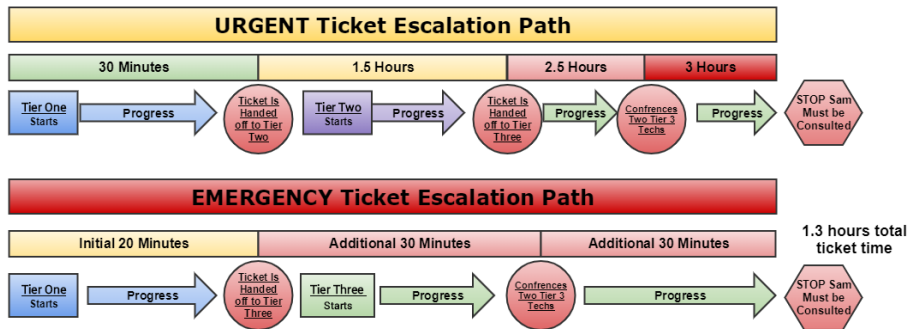 URGENT Ticket Escalation Path
30 Minutes
1.5 Hours
2.5 Hours
3 Hours
Tier One
Starts
Progress
Ticket Is
Handed
off to Tier
Two
Tier Two
Starts
Progress
Ticket Is
Handed
off to Tier
Three
Progress
Confrences
Two Tier 3
Techs
Progress
STOP Sam
Must be
Consulted
EMERGENCY Ticket Escalation Path
Initial 20 Minutes
Additional 30 Minutes
Additional 30 Minutes
1.3 hours total
ticket time
Tier One
Starts
Progress
Ticket Is
Handed
off to Tier
Three
Tier Three
Starts
Progress
Confrences
Two Tier 3
Techs
Progress
STOP Sam
Must be
Consulted